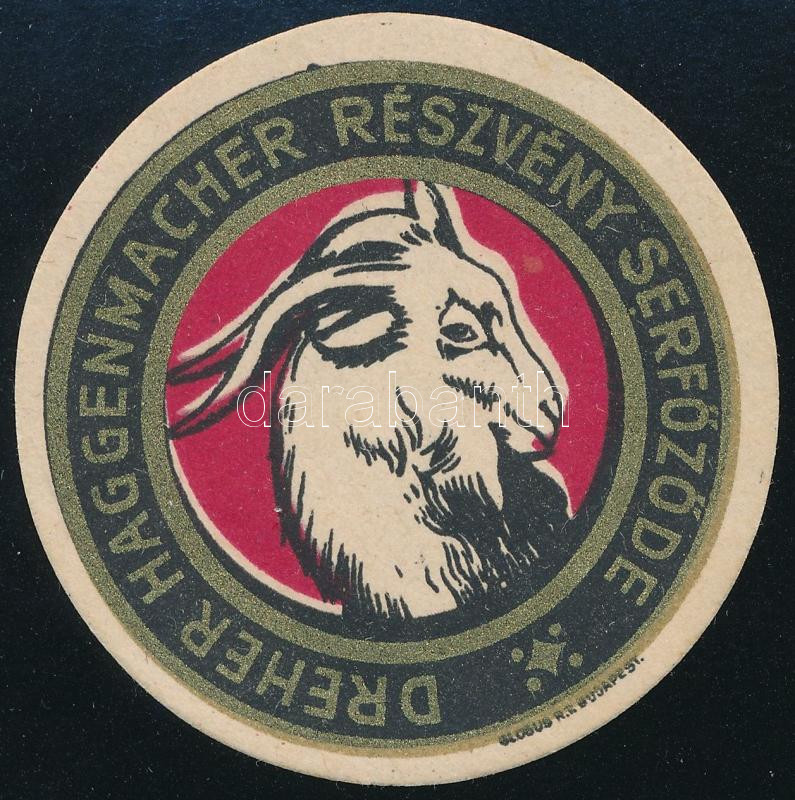 DREHER HAGGENMACHER RÉSZVÉNY SERFŐZŐDE
GLOBUS R.T. BUDAPEST.
darabanth